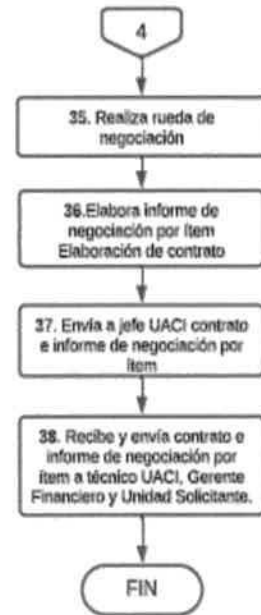 4
35. Realiza rueda de
negociación
36.Elabora informe de
negociación por ítem
Elaboración de contrato
37. Envía a jefe UACI contrato
e informe de negociación por
ítem
38. Recibe y envía contrato e
informe de negociación por
ítem a técnico UACI, Gerente
Financiero y Unidad Solicitante.
FIN